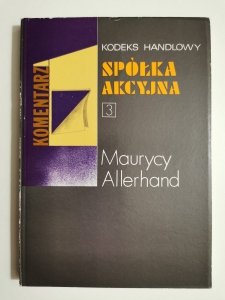 KODEKS HANDLOWY
KOMENTARZ
SPÓŁKA
AKCYJNA
3
Maurycy
Allerhand